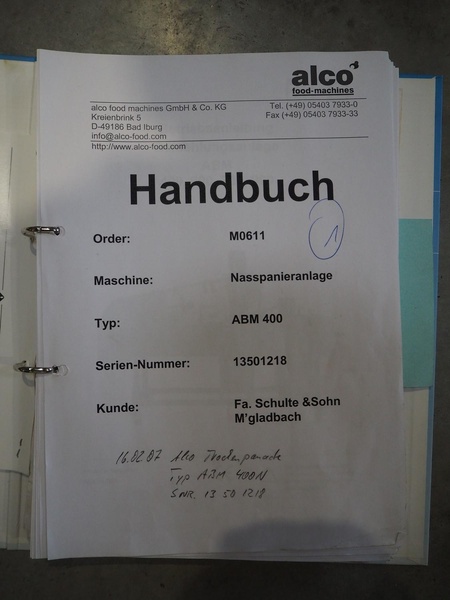 alco
food-machines
alco food machines GmbH & Co. KG
Kreienbrink 5
D-49186 Bad Iburg
info@alco-food.com
http://www.alco-food.com
Tel. (+49) 05403 7933-0
Fax (+49) 05403 7933-33
Handbuch
1
Order: M0611
Maschine: Nasspanieranlage
Typ: ABM 400
Serien-Nummer: 13501218
Kunde: Fa. Schulte &Sohn
M'gladbach
16.02.07 Alco Trockenpanade
Typ ABM 400N
SNR. 13 50 1218